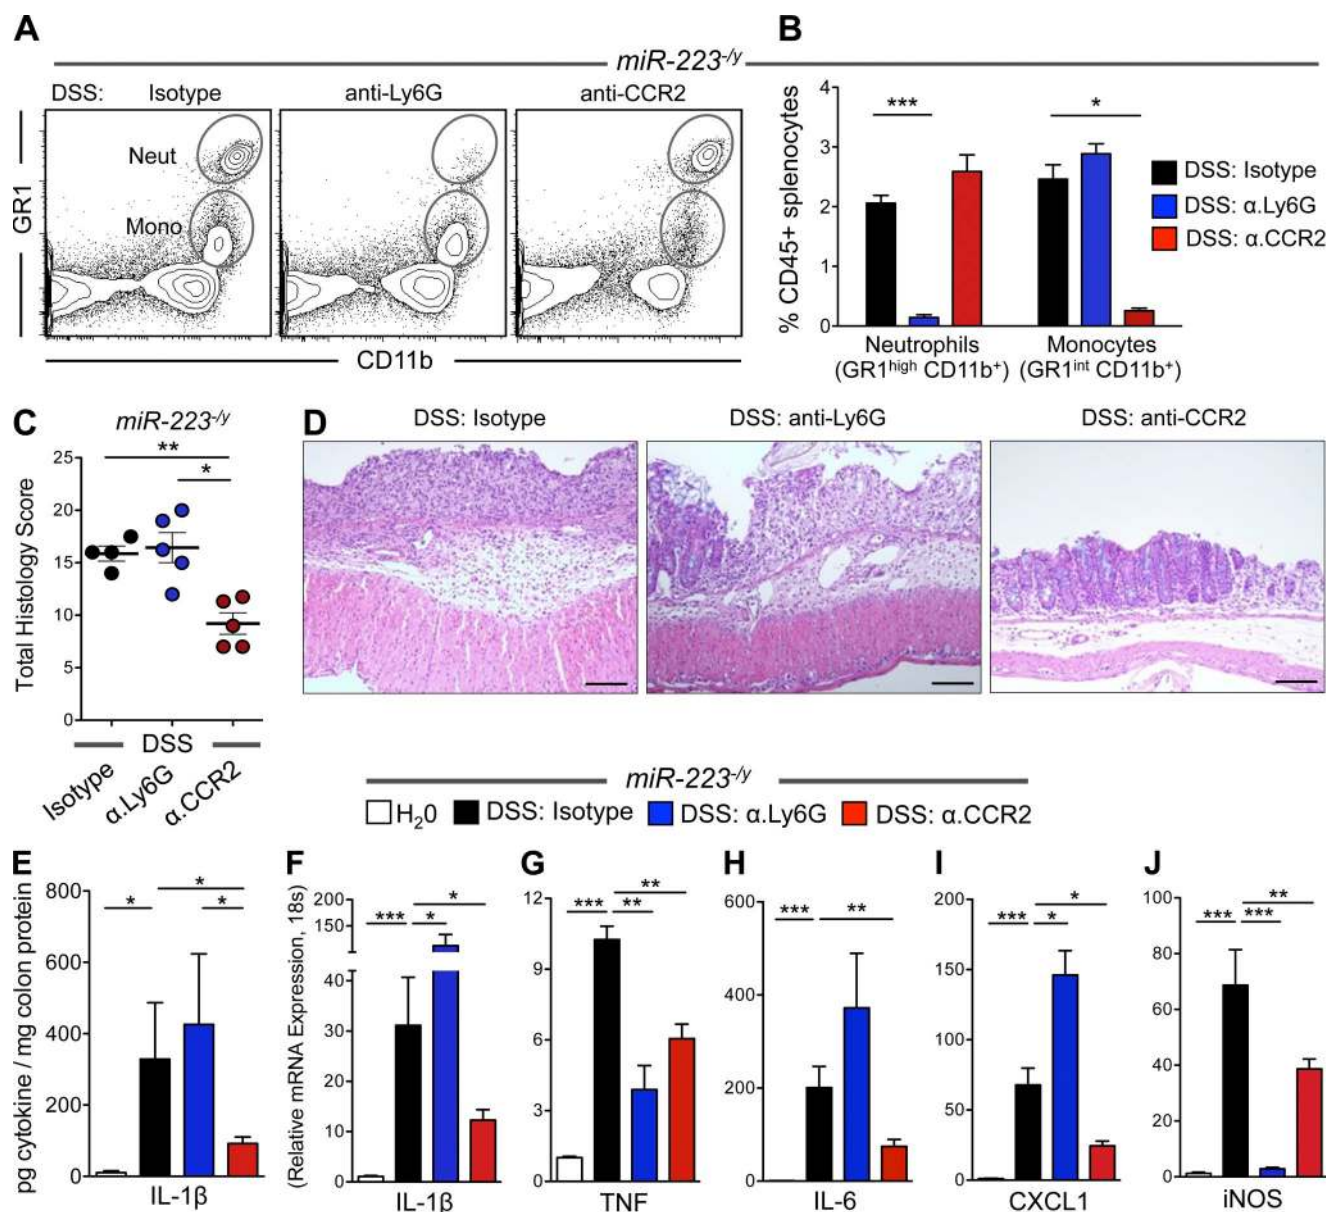 A
B
miR-223-/y
DSS: Isotype
anti-Ly6G
anti-CCR2
Neut
Mono
GR1
CD11b
% CD45+ splenocytes
5
4
3
2
1
0
***
*
DSS: Isotype
DSS: α.Ly6G
DSS: α.CCR2
Neutrophils
(GR1high CD11b+)
Monocytes
(GR1int CD11b+)
C
miR-223-/y
**
*
Total Histology Score
25
20
15
10
5
0
DSS
Isotype
α.Ly6G
α.CCR2
D
DSS: Isotype
DSS: anti-Ly6G
DSS: anti-CCR2
miR-223-/y
H20
DSS: Isotype
DSS: α.Ly6G
DSS: α.CCR2
E
pg cytokine / mg colon protein
800
600
400
200
0
*
*
*
IL-1β
F
(Relative mRNA Expression, 18s)
200
150
40
30
20
10
0
*
*** *
IL-1β
G
12
9
6
3
0
**
*** **
TNF
H
600
400
200
0
*** **
IL-6
I
200
150
100
50
0
*
*** *
CXCL1
J
100
80
60
40
20
0
**
*** ***
iNOS